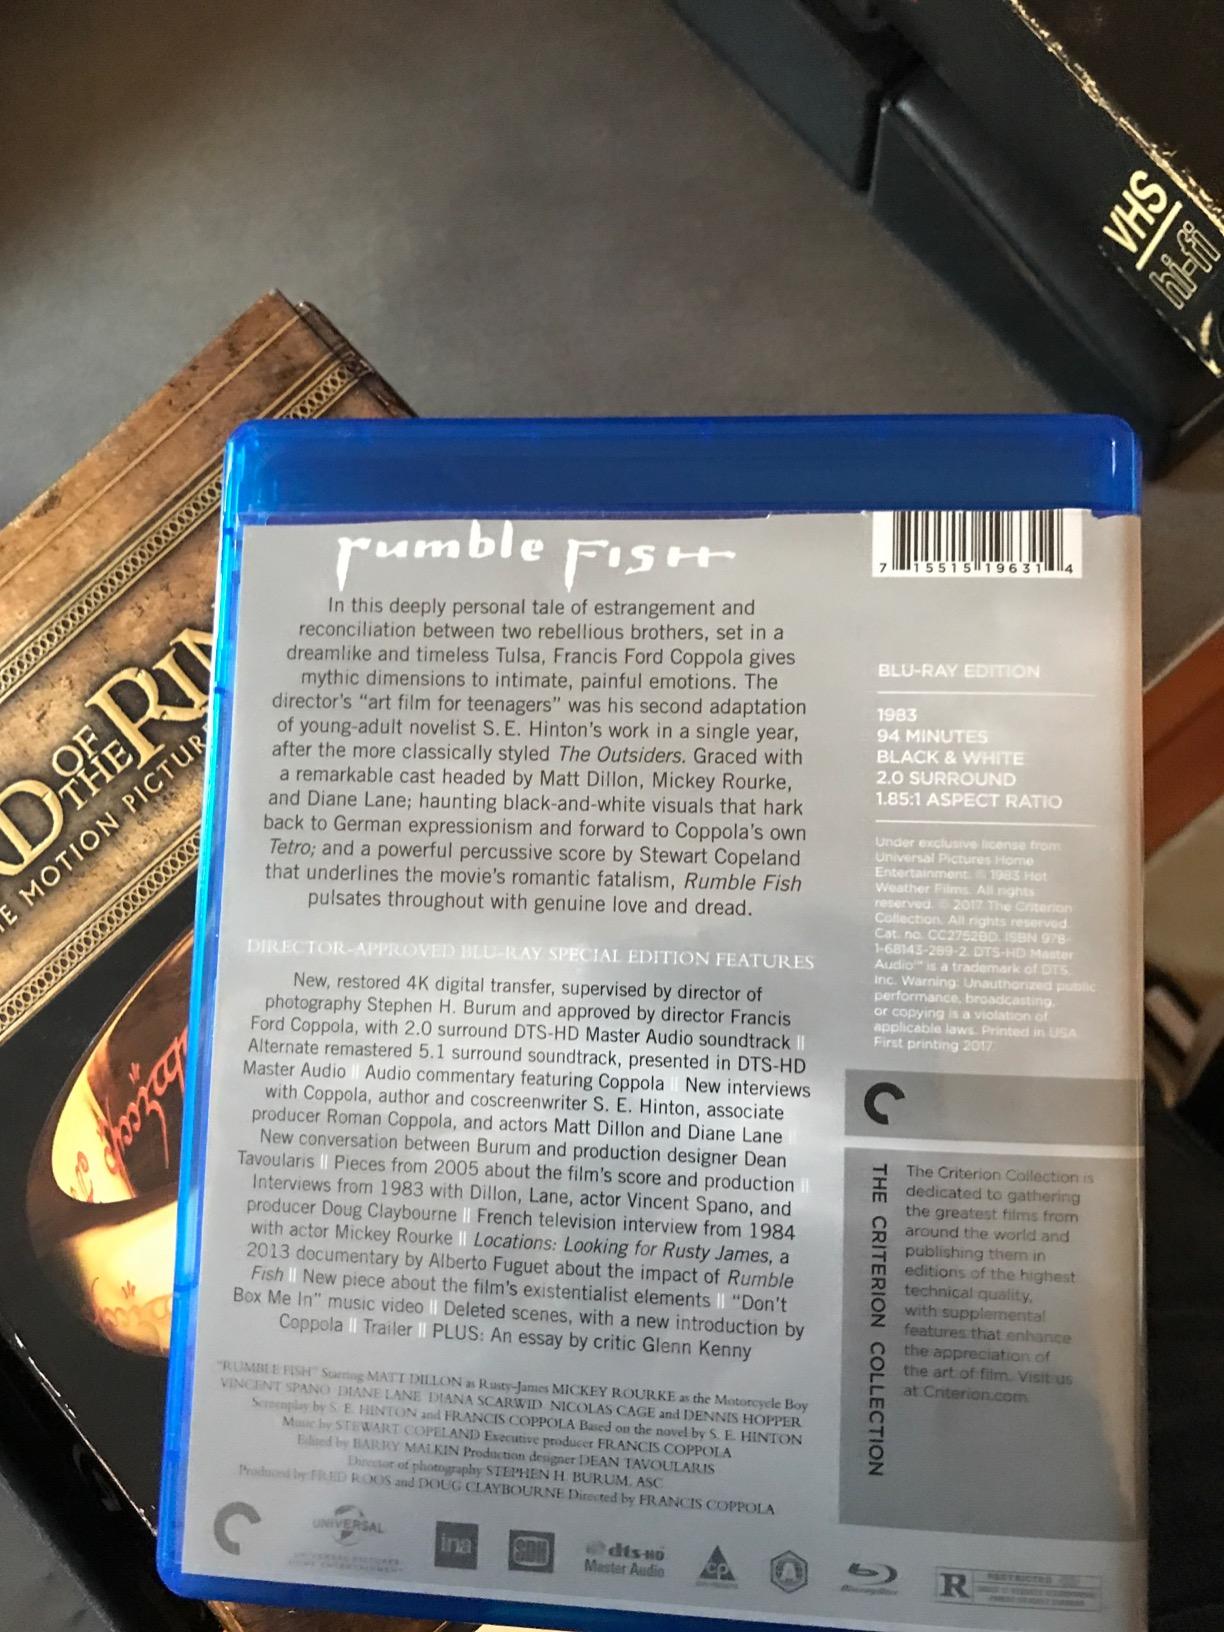 VHS
hi-fi
OF
THE
THE MOTION PICTUR
rumble FISH
7 15515 19631 4
In this deeply personal tale of estrangement and
reconciliation between two rebellious brothers, set in a
dreamlike and timeless Tulsa, Francis Ford Coppola gives
mythic dimensions to intimate, painful emotions. The
director's “art film for teenagers” was his second adaptation
of young-adult novelist S. E. Hinton's work in a single year,
after the more classically styled The Outsiders. Graced with
a remarkable cast headed by Matt Dillon, Mickey Rourke,
and Diane Lane; haunting black-and-white visuals that hark
back to German expressionism and forward to Coppola's own
Tetro; and a powerful percussive score by Stewart Copeland
that underlines the movie's romantic fatalism, Rumble Fish
pulsates throughout with genuine love and dread.
DIRECTOR-APPROVED BLU-RAY SPECIAL EDITION FEATURES
New, restored 4K digital transfer, supervised by director of
photography Stephen H. Burum and approved by director Francis
Ford Coppola, with 2.0 surround DTS-HD Master Audio soundtrack ||
Alternate remastered 5.1 surround soundtrack, presented in DTS-HD
Master Audio || Audio commentary featuring Coppola || New interviews
with Coppola, author and coscreenwriter S. E. Hinton, associate
producer Roman Coppola, and actors Matt Dillon and Diane Lane ||
New conversation between Burum and production designer Dean
Tavoularis || Pieces from 2005 about the film's score and production ||
Interviews from 1983 with Dillon, Lane, actor Vincent Spano, and
producer Doug Claybourne || French television interview from 1984
with actor Mickey Rourke || Locations: Looking for Rusty James, a
2013 documentary by Alberto Fuguet about the impact of Rumble
Fish || New piece about the film's existentialist elements || “Don't
Box Me In” music video || Deleted scenes, with a new introduction by
Coppola || Trailer || PLUS: An essay by critic Glenn Kenny
“RUMBLE FISH” Starring MATT DILLON as Rusty-James MICKEY ROURKE as the Motorcycle Boy
VINCENT SPANO DIANE LANE DIANA SCARWID NICOLAS CAGE and DENNIS HOPPER
Screenplay by S. E. HINTON and FRANCIS COPPOLA Based on the novel by S. E. HINTON
Music by STEWART COPELAND Executive producer FRANCIS COPPOLA
Edited by BARRY MALKIN Production designer DEAN TAVOULARIS
Director of photography STEPHEN H. BURUM, ASC
Produced by FRED ROOS and DOUG CLAYBOURNE Directed by FRANCIS COPPOLA
BLU-RAY EDITION
1983
94 MINUTES
BLACK & WHITE
2.0 SURROUND
1.85:1 ASPECT RATIO
Under exclusive license from
Universal Pictures Home
Entertainment. © 1983 Hot
Weather Films. All rights
reserved. © 2017 The Criterion
Collection. All rights reserved.
Cat. no. CC2752BD. ISBN 978-
1-68143-289-2. DTS-HD Master
Audio™ is a trademark of DTS,
Inc. Warning: Unauthorized public
performance, broadcasting,
or copying is a violation of
applicable laws. Printed in USA.
First printing 2017.
THE CRITERION COLLECTION
The Criterion Collection is
dedicated to gathering
the greatest films from
around the world and
publishing them in
editions of the highest
technical quality,
with supplemental
features that enhance
the appreciation of
the art of film. Visit us
at Criterion.com.
UNIVERSAL
UNIVERSAL PICTURES
HOME ENTERTAINMENT
ina
SDH
dts-HD
Master Audio
CP
Blu-ray Disc
R
RESTRICTED